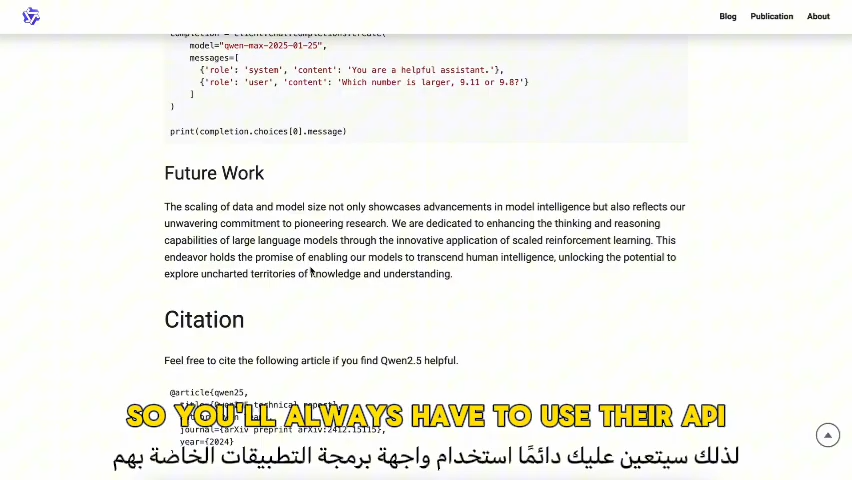 Blog Publication About
model="qwen-max-2025-01-25",
messages=[
{'role': 'system', 'content': 'You are a helpful assistant.'},
{'role': 'user', 'content': 'Which number is larger, 9.11 or 9.8?'}
]
)
print(completion.choices[0].message)
Future Work
The scaling of data and model size not only showcases advancements in model intelligence but also reflects our
unwavering commitment to pioneering research. We are dedicated to enhancing the thinking and reasoning
capabilities of large language models through the innovative application of scaled reinforcement learning. This
endeavor holds the promise of enabling our models to transcend human intelligence, unlocking the potential to
explore uncharted territories of knowledge and understanding.
Citation
Feel free to cite the following article if you find Qwen2.5 helpful.
@article{qwen25,
SO YOU'LL ALWAYS HAVE TO USE THEIR API
journal={arXiv preprint arXiv:2412.15115},
year={2024}
لذلك سيتعين عليك دائمًا استخدام واجهة برمجة التطبيقات الخاصة بهم